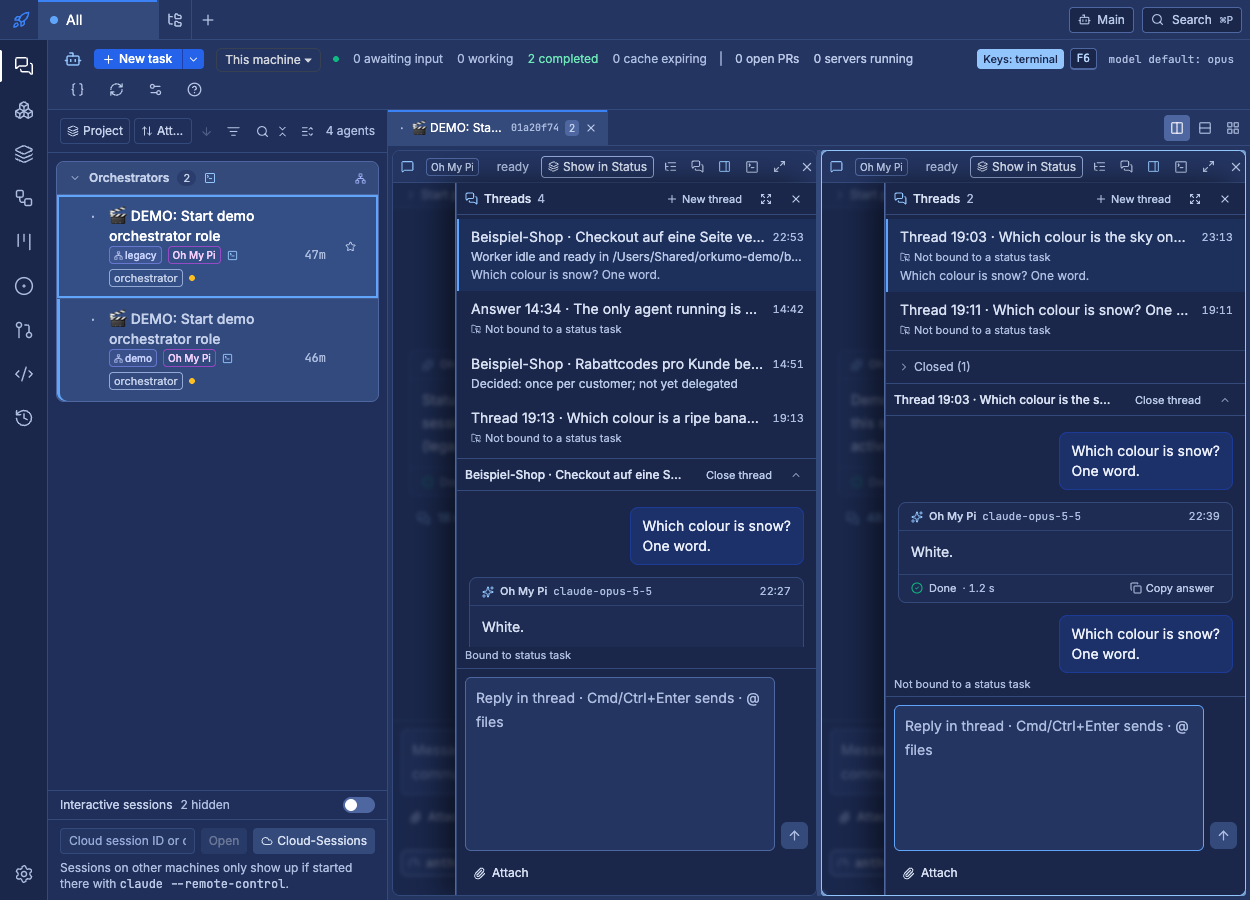 All
Main
Search ⌘P
New task
This machine
0 awaiting input
0 working
2 completed
0 cache expiring
0 open PRs
0 servers running
Keys: terminal
F6
model default: opus
Project
Att...
4 agents
Orchestrators 2
DEMO: Start demo
orchestrator role
legacy
Oh My Pi
47m
orchestrator
DEMO: Start demo
orchestrator role
demo
Oh My Pi
46m
orchestrator
Interactive sessions 2 hidden
Cloud session ID or c
Open
Cloud-Sessions
Sessions on other machines only show up if started
there with claude --remote-control.
DEMO: Sta... 01a20f74 2
Oh My Pi
ready
Show in Status
Threads 4
New thread
Beispiel-Shop · Checkout auf eine Seite ve... 22:53
Worker idle and ready in /Users/Shared/orkumo-demo/b...
Which colour is snow? One word.
Answer 14:34 · The only agent running is ... 14:42
Not bound to a status task
Beispiel-Shop · Rabattcodes pro Kunde be... 14:51
Decided: once per customer; not yet delegated
Thread 19:13 · Which colour is a ripe bana... 19:13
Not bound to a status task
Beispiel-Shop · Checkout auf eine S... Close thread
Which colour is snow?
One word.
Oh My Pi claude-opus-5-5 22:27
White.
Bound to status task
Reply in thread · Cmd/Ctrl+Enter sends · @
files
Attach
Oh My Pi
ready
Show in Status
Threads 2
New thread
Thread 19:03 · Which colour is the sky on... 23:13
Not bound to a status task
Which colour is snow? One word.
Thread 19:11 · Which colour is snow? One ... 19:11
Not bound to a status task
Closed (1)
Thread 19:03 · Which colour is the s... Close thread
Which colour is snow?
One word.
Oh My Pi claude-opus-5-5 22:39
White.
Done · 1.2 s
Copy answer
Which colour is snow?
One word.
Not bound to a status task
Reply in thread · Cmd/Ctrl+Enter sends · @
files
Attach